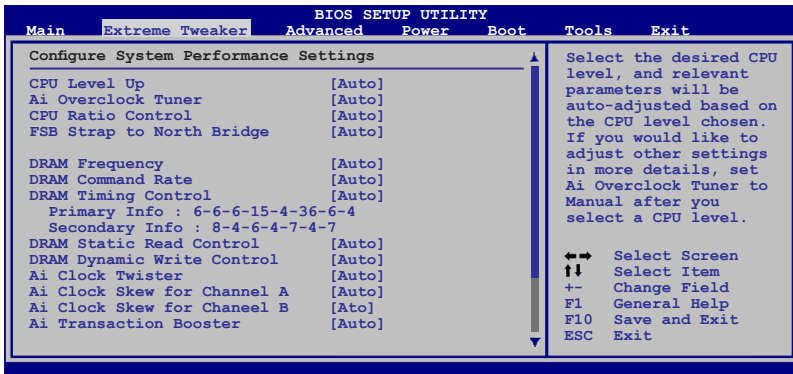 BIOS SETUP UTILITY
Main Extreme Tweaker Advanced Power Boot Tools Exit
Configure System Performance Settings
CPU Level Up [Auto]
Ai Overclock Tuner [Auto]
CPU Ratio Control [Auto]
FSB Strap to North Bridge [Auto]
DRAM Frequency [Auto]
DRAM Command Rate [Auto]
DRAM Timing Control [Auto]
Primary Info : 6-6-6-15-4-36-6-4
Secondary Info : 8-4-6-4-7-4-7
DRAM Static Read Control [Auto]
DRAM Dynamic Write Control [Auto]
Ai Clock Twister [Auto]
Ai Clock Skew for Channel A [Auto]
Ai Clock Skew for Chaneel B [Ato]
Ai Transaction Booster [Auto]
Select the desired CPU
level, and relevant
parameters will be
auto-adjusted based on
the CPU level chosen.
If you would like to
adjust other settings
in more details, set
Ai Overclock Tuner to
Manual after you
select a CPU level.
←→ Select Screen
↑↓ Select Item
+- Change Field
F1 General Help
F10 Save and Exit
ESC Exit